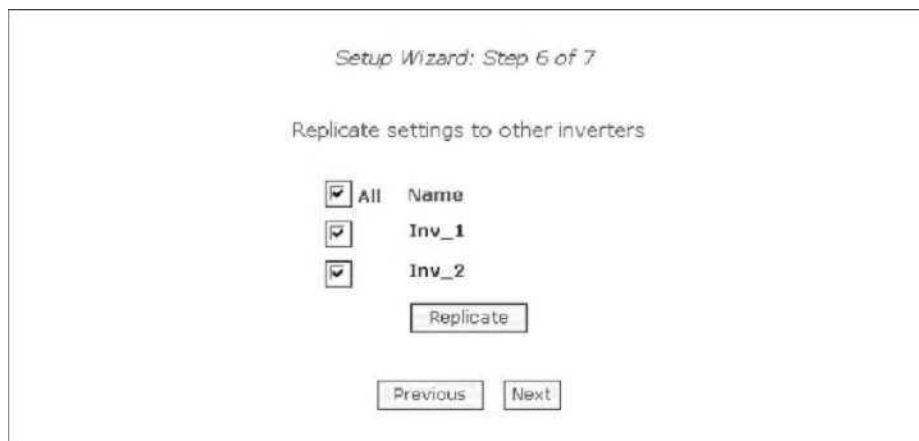 Setup Wizard: Step 6 of 7
Replicate settings to other inverters
All Name
Inv_1
Inv_2
Replicate
Previous Next